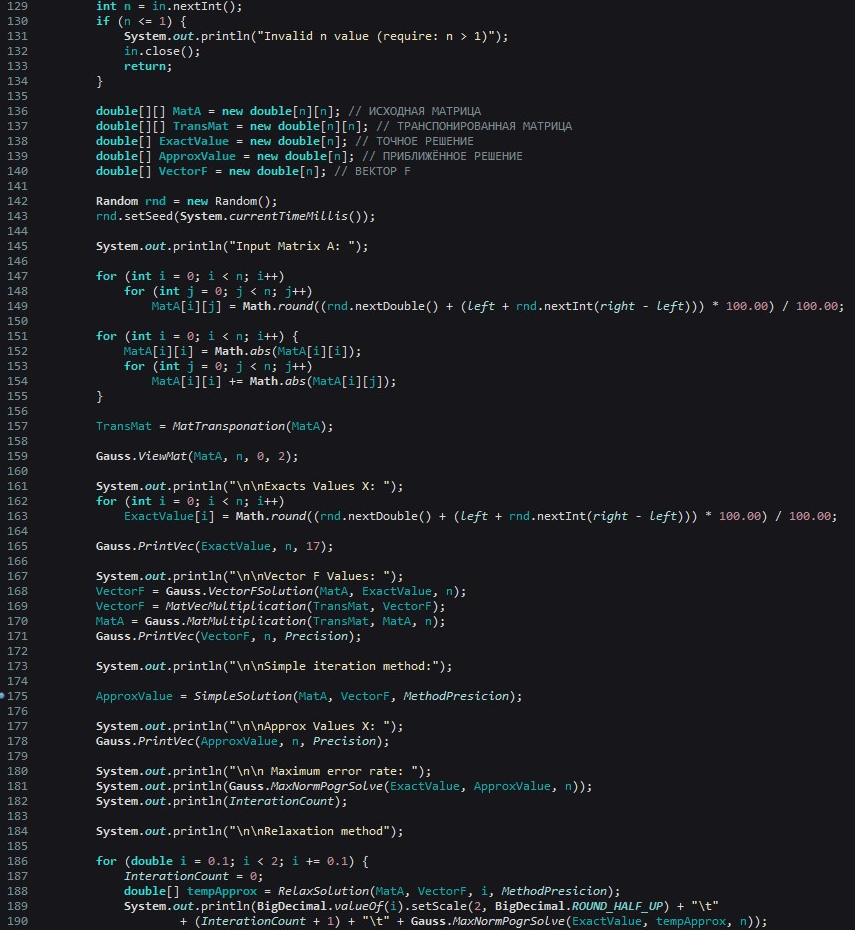 129 int n = in.nextInt();
130 if (n <= 1) {
131 System.out.println("Invalid n value (require: n > 1)");
132 in.close();
133 return;
134 }
135
136 double[][] MatA = new double[n][n]; // ИСХОДНАЯ МАТРИЦА
137 double[][] TransMat = new double[n][n]; // ТРАНСПОНИРОВАННАЯ МАТРИЦА
138 double[] ExactValue = new double[n]; // ТОЧНОЕ РЕШЕНИЕ
139 double[] ApproxValue = new double[n]; // ПРИБЛИЖЁННОЕ РЕШЕНИЕ
140 double[] VectorF = new double[n]; // ВЕКТОР F
141
142 Random rnd = new Random();
143 rnd.setSeed(System.currentTimeMillis());
144
145 System.out.println("Input Matrix A: ");
146
147 for (int i = 0; i < n; i++)
148 for (int j = 0; j < n; j++)
149 MatA[i][j] = Math.round((rnd.nextDouble() + (left + rnd.nextInt(right - left))) * 100.00) / 100.00;
150
151 for (int i = 0; i < n; i++) {
152 MatA[i][i] = Math.abs(MatA[i][i]);
153 for (int j = 0; j < n; j++)
154 MatA[i][i] += Math.abs(MatA[i][j]);
155 }
156
157 TransMat = MatTransponation(MatA);
158
159 Gauss.ViewMat(MatA, n, 0, 2);
160
161 System.out.println("\n\nExacts Values X: ");
162 for (int i = 0; i < n; i++)
163 ExactValue[i] = Math.round((rnd.nextDouble() + (left + rnd.nextInt(right - left))) * 100.00) / 100.00;
164
165 Gauss.PrintVec(ExactValue, n, 17);
166
167 System.out.println("\n\nVector F Values: ");
168 VectorF = Gauss.VectorFSolution(MatA, ExactValue, n);
169 VectorF = MatVecMultiplication(TransMat, VectorF);
170 MatA = Gauss.MatMultiplication(TransMat, MatA, n);
171 Gauss.PrintVec(VectorF, n, Precision);
172
173 System.out.println("\n\nSimple iteration method:");
174
175 ApproxValue = SimpleSolution(MatA, VectorF, MethodPresicion);
176
177 System.out.println("\n\nApprox Values X: ");
178 Gauss.PrintVec(ApproxValue, n, Precision);
179
180 System.out.println("\n\n Maximum error rate: ");
181 System.out.println(Gauss.MaxNormPogrSolve(ExactValue, ApproxValue, n));
182 System.out.println(InterationCount);
183
184 System.out.println("\n\nRelaxation method");
185
186 for (double i = 0.1; i < 2; i += 0.1) {
187 InterationCount = 0;
188 double[] tempApprox = RelaxSolution(MatA, VectorF, i, MethodPresicion);
189 System.out.println(BigDecimal.valueOf(i).setScale(2, BigDecimal.ROUND_HALF_UP) + "\t"
190 + (InterationCount + 1) + "\t" + Gauss.MaxNormPogrSolve(ExactValue, tempApprox, n));